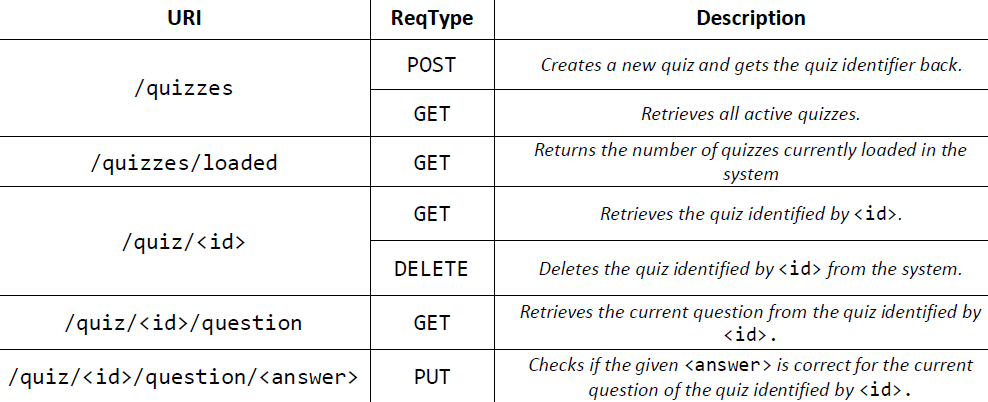 URI ReqType Description
/quizzes
POST Creates a new quiz and gets the quiz identifier back.
GET Retrieves all active quizzes.
/quizzes/loaded GET Returns the number of quizzes currently loaded in the
system
/quiz/<id>
GET Retrieves the quiz identified by <id>.
DELETE Deletes the quiz identified by <id> from the system.
/quiz/<id>/question GET Retrieves the current question from the quiz identified by
<id>.
/quiz/<id>/question/<answer> PUT Checks if the given <answer> is correct for the current
question of the quiz identified by <id>.